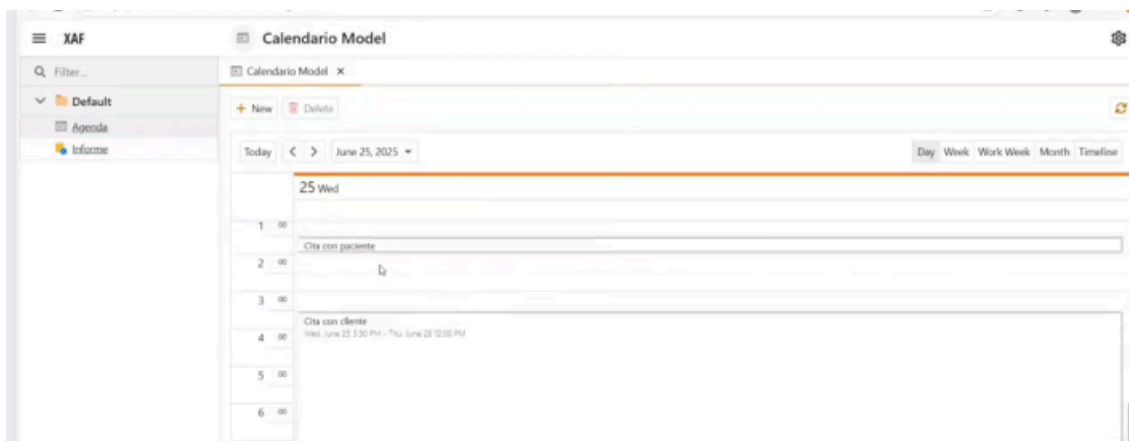 XAF
Calendario Model
Filter...
Calendario Model
Default
New Delete
Agenda
Informe
Today June 25, 2025
Day Week Work Week Month Timeline
25 Wed
1 00
Cita con paciente
2 00
3 00
Cita con cliente
Wed, June 25 3:30 PM - Thu, June 26 12:00 PM
4 00
5 00
6 00